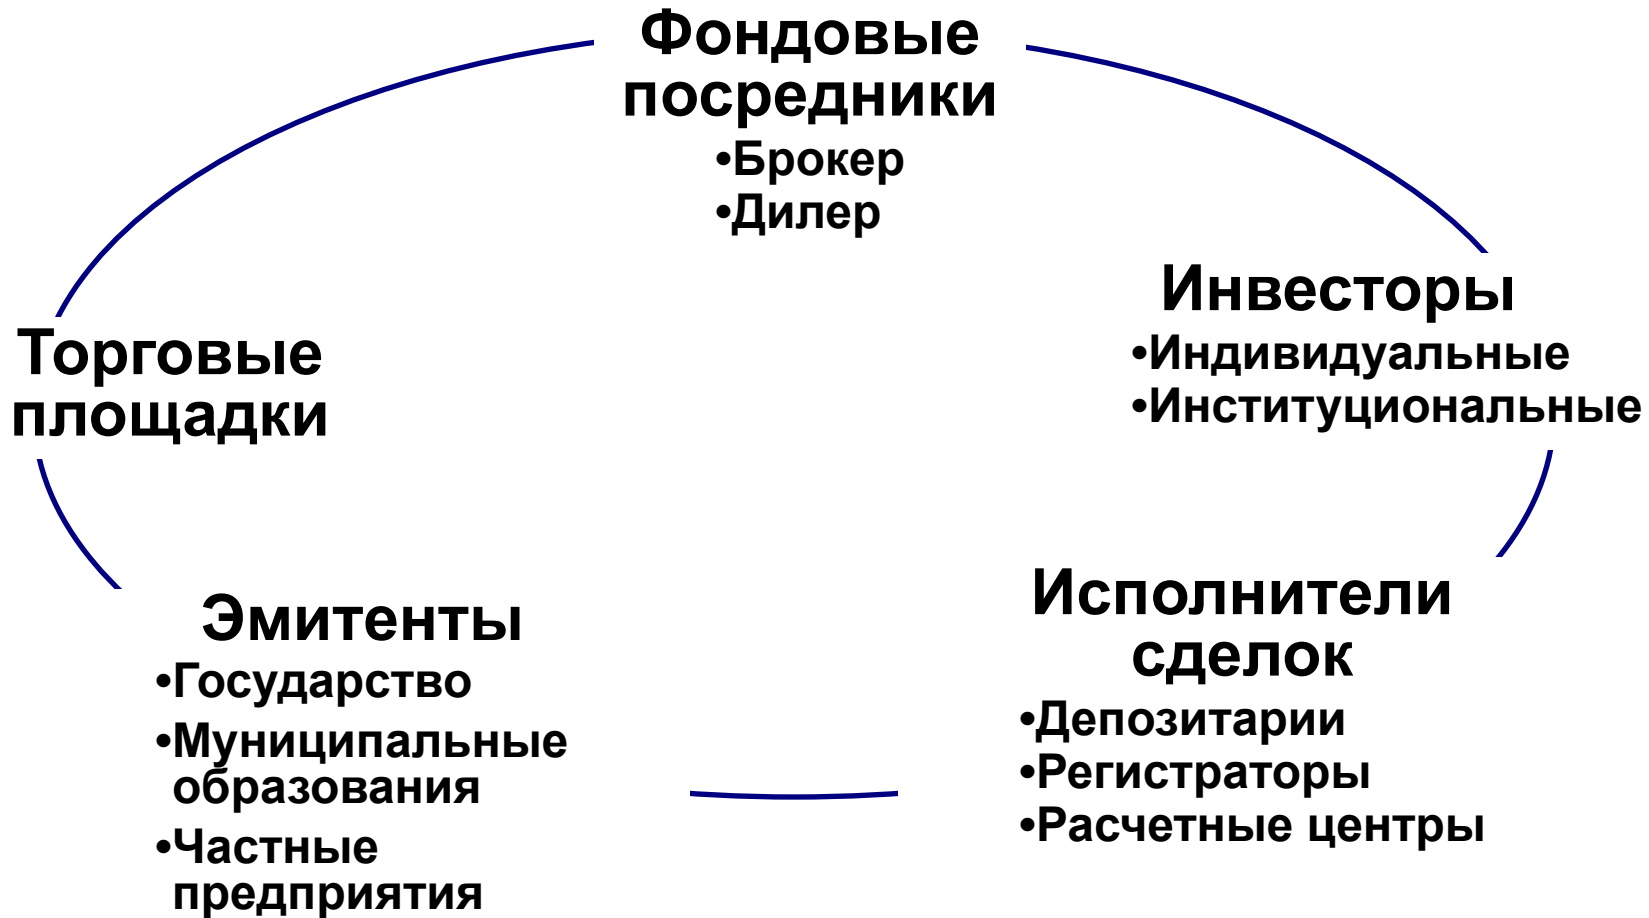 Фондовые
посредники
•Брокер
•Дилер
Инвесторы
•Индивидуальные
•Институциональные
Торговые
площадки
Исполнители
сделок
•Депозитарии
•Регистраторы
•Расчетные центры
Эмитенты
•Государство
•Муниципальные
образования
•Частные
предприятия